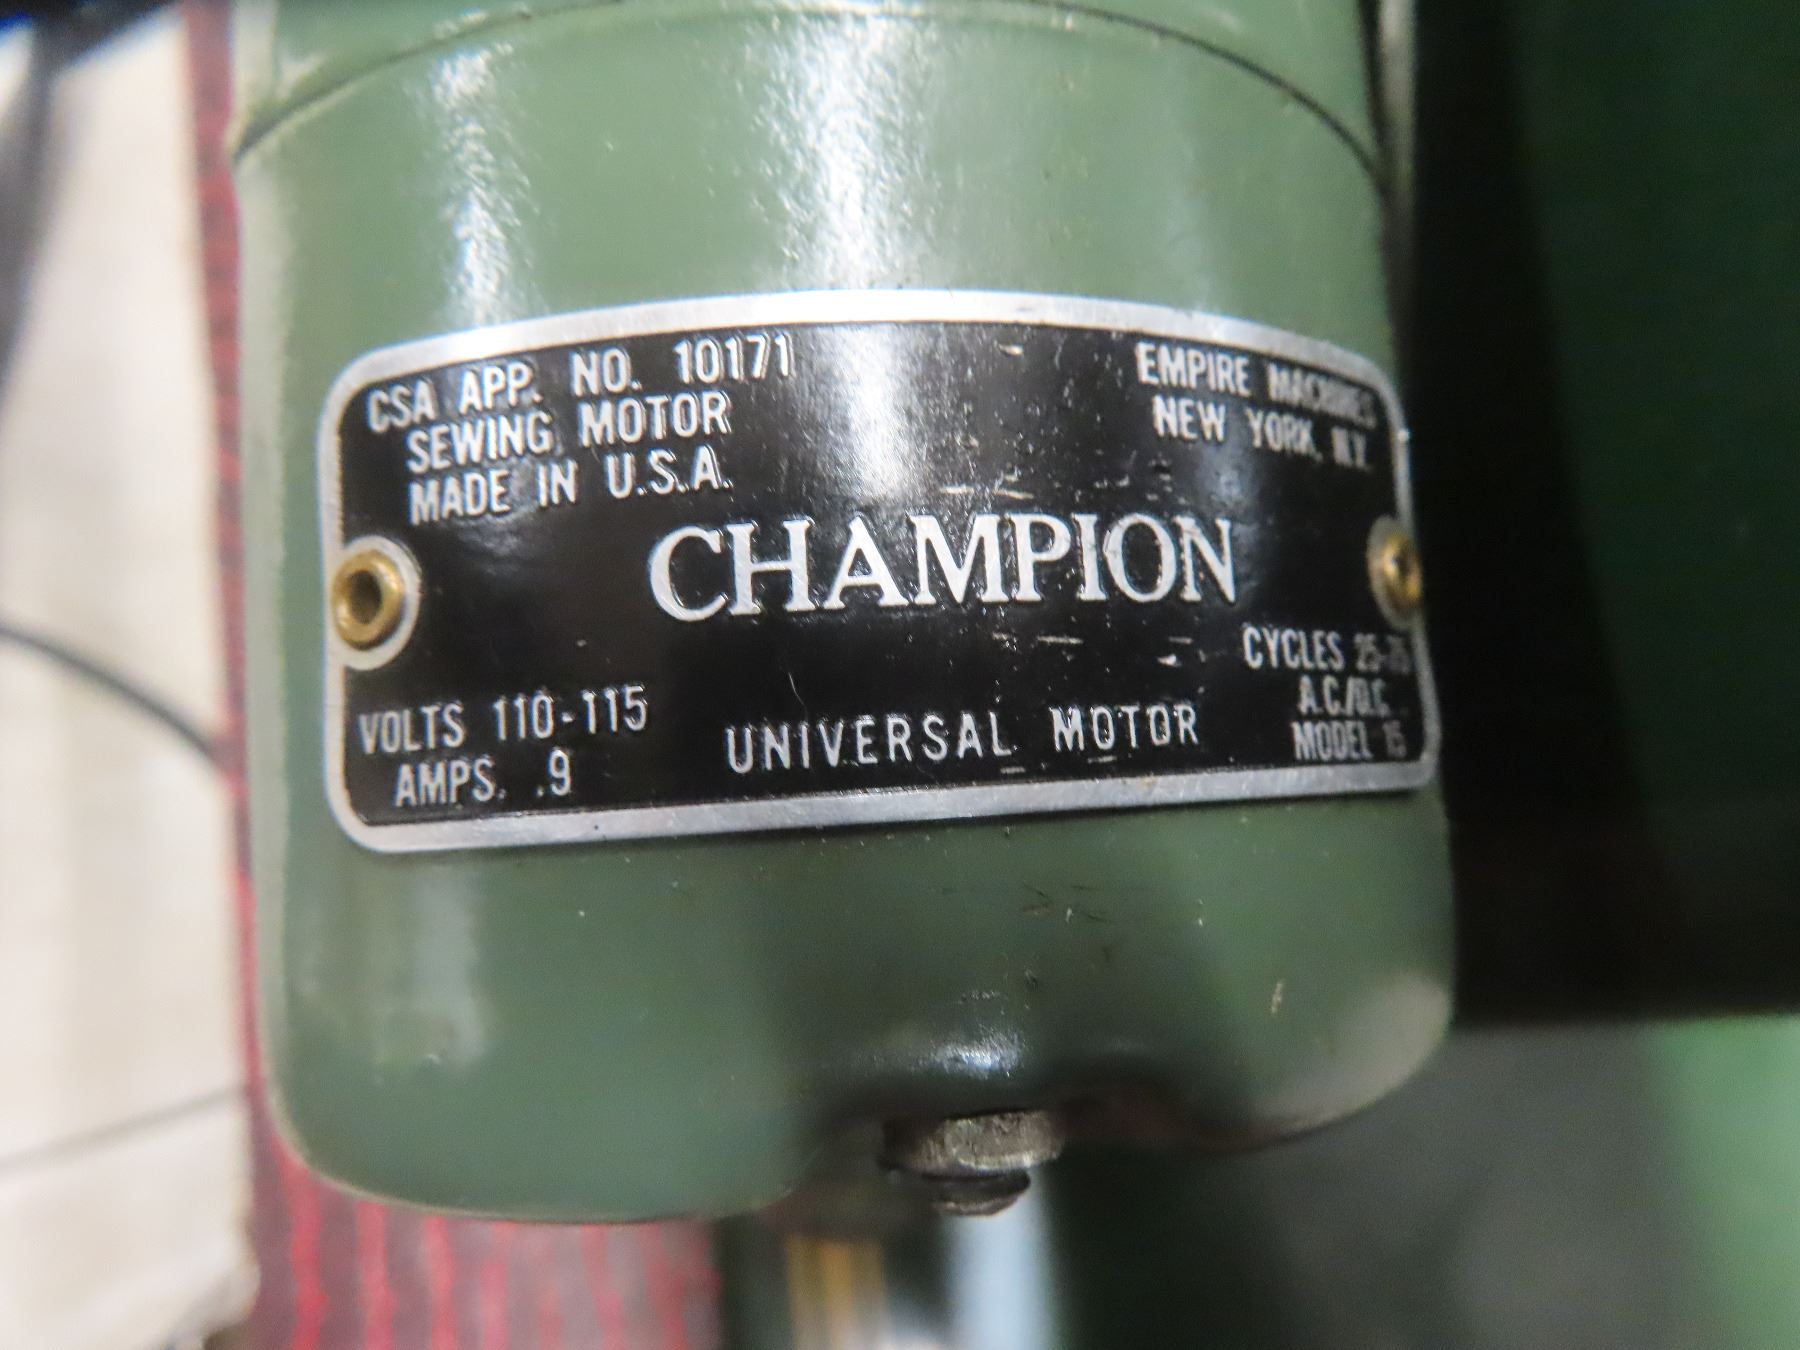 CSA APP. NO. 10171
SEWING MOTOR
MADE IN U.S.A.
EMPIRE MACHINES
NEW YORK, N.Y.
CHAMPION
VOLTS 110-115
AMPS. .9
UNIVERSAL MOTOR
CYCLES 25-75
A.C./D.C.
MODEL 15